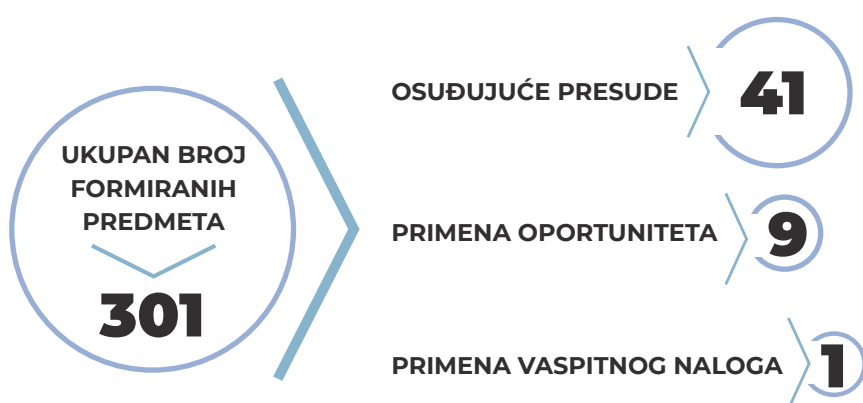 UKUPAN BROJ
FORMIRANIH
PREDMETA
301
OSUĐUJUĆE PRESUDE
41
PRIMENA OPORTUNITETA
9
PRIMENA VASPITNOG NALOGA
1